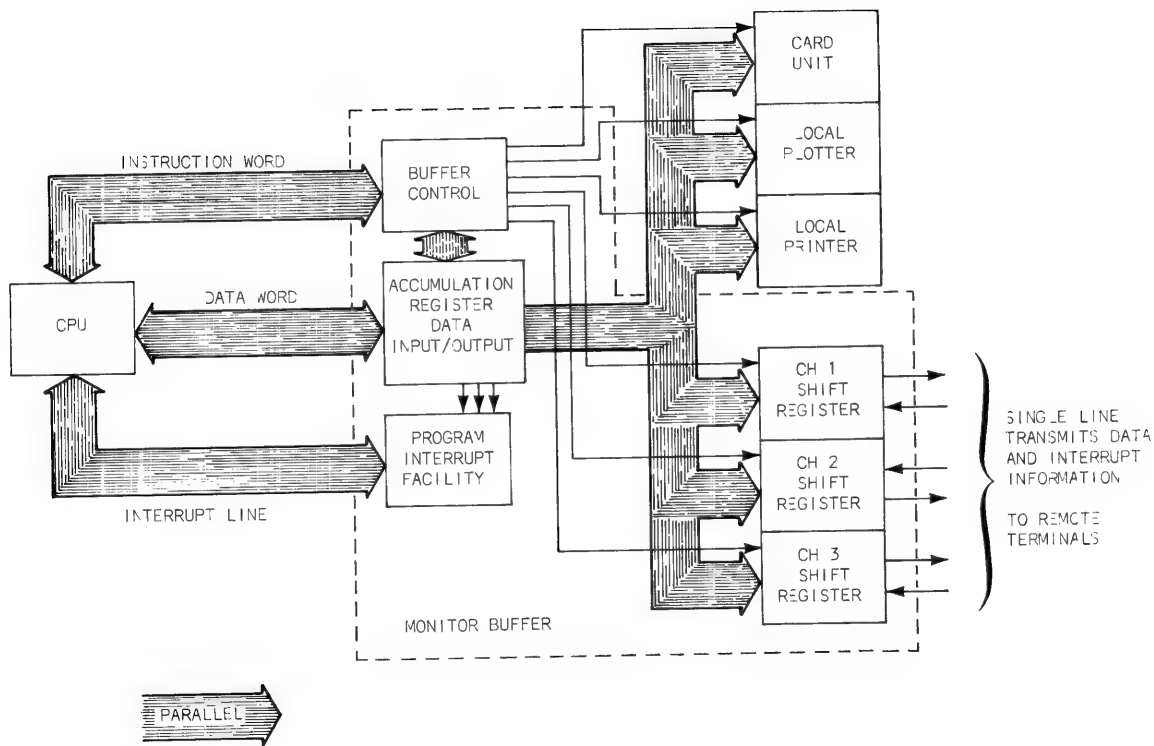 CARD
UNIT
LOCAL
PLOTTER
LOCAL
PRINTER
INSTRUCTION WORD
BUFFER
CONTROL
CPU
DATA WORD
ACCUMULATION
REGISTER
DATA
INPUT/OUTPUT
PROGRAM
INTERRUPT
FACILITY
INTERRUPT LINE
CH 1
SHIFT
REGISTER
CH 2
SHIFT
REGISTER
CH 3
SHIFT
REGISTER
SINGLE LINE
TRANSMITS DATA
AND INTERRUPT
INFORMATION
TO REMOTE
TERMINALS
MONITOR BUFFER
PARALLEL